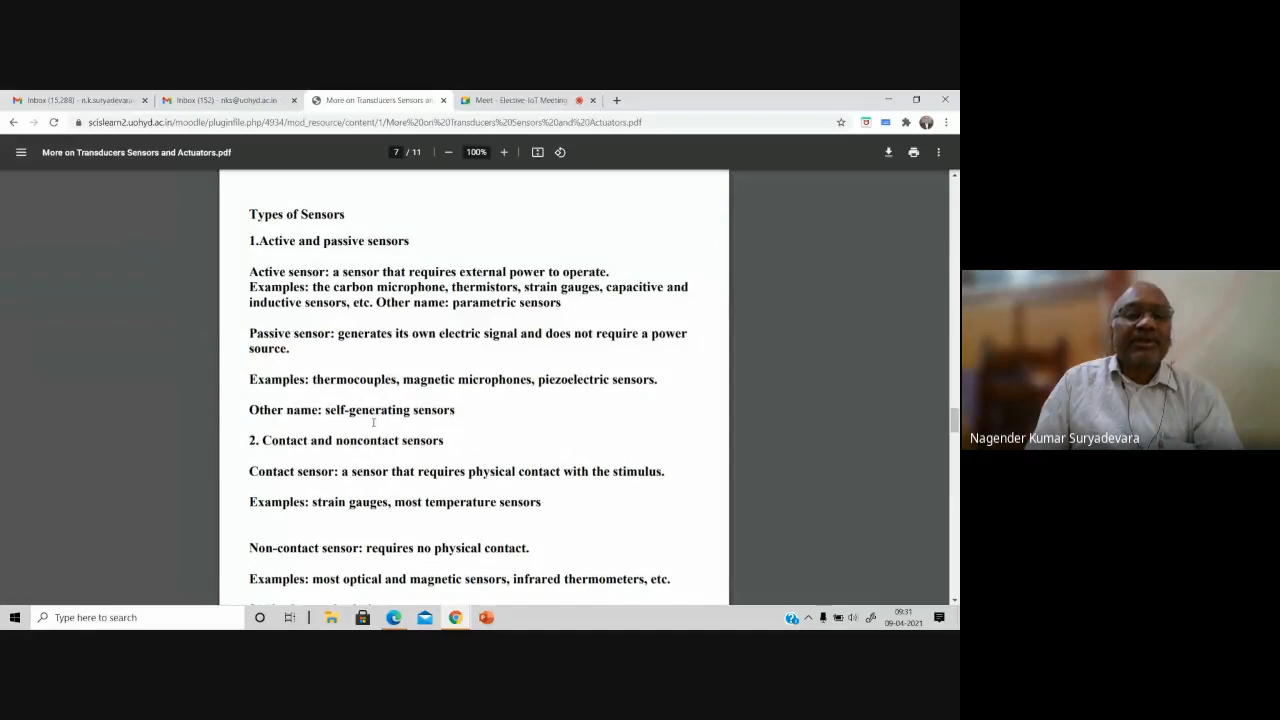 Inbox (15,288) - n.k.suryadevara
Inbox (152) - nks@uohyd.ac.in
More on Transducers Sensors an
Meet - Elective-IoT Meeting
scislearn2.uohyd.ac.in/moodle/pluginfile.php/4934/mod_resource/content/1/More%20on%20Transducers%20Sensors%20and%20Actuators.pdf
More on Transducers Sensors and Actuators.pdf
7 / 11
100%
Types of Sensors
1.Active and passive sensors
Active sensor: a sensor that requires external power to operate.
Examples: the carbon microphone, thermistors, strain gauges, capacitive and
inductive sensors, etc. Other name: parametric sensors
Passive sensor: generates its own electric signal and does not require a power
source.
Examples: thermocouples, magnetic microphones, piezoelectric sensors.
Other name: self-generating sensors
2. Contact and noncontact sensors
Contact sensor: a sensor that requires physical contact with the stimulus.
Examples: strain gauges, most temperature sensors
Non-contact sensor: requires no physical contact.
Examples: most optical and magnetic sensors, infrared thermometers, etc.
Nagender Kumar Suryadevara
Type here to search
09:31
09-04-2021